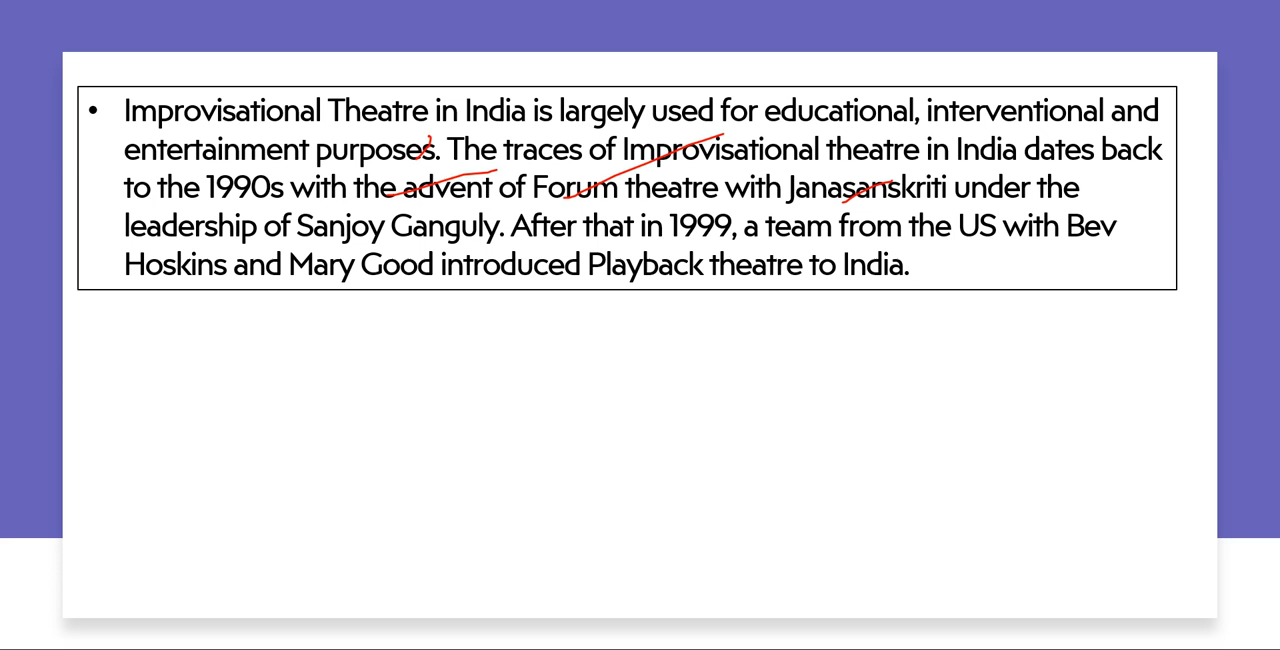 • Improvisational Theatre in India is largely used for educational, interventional and
entertainment purposes. The traces of Improvisational theatre in India dates back
to the 1990s with the advent of Forum theatre with Janasanskriti under the
leadership of Sanjoy Ganguly. After that in 1999, a team from the US with Bev
Hoskins and Mary Good introduced Playback theatre to India.